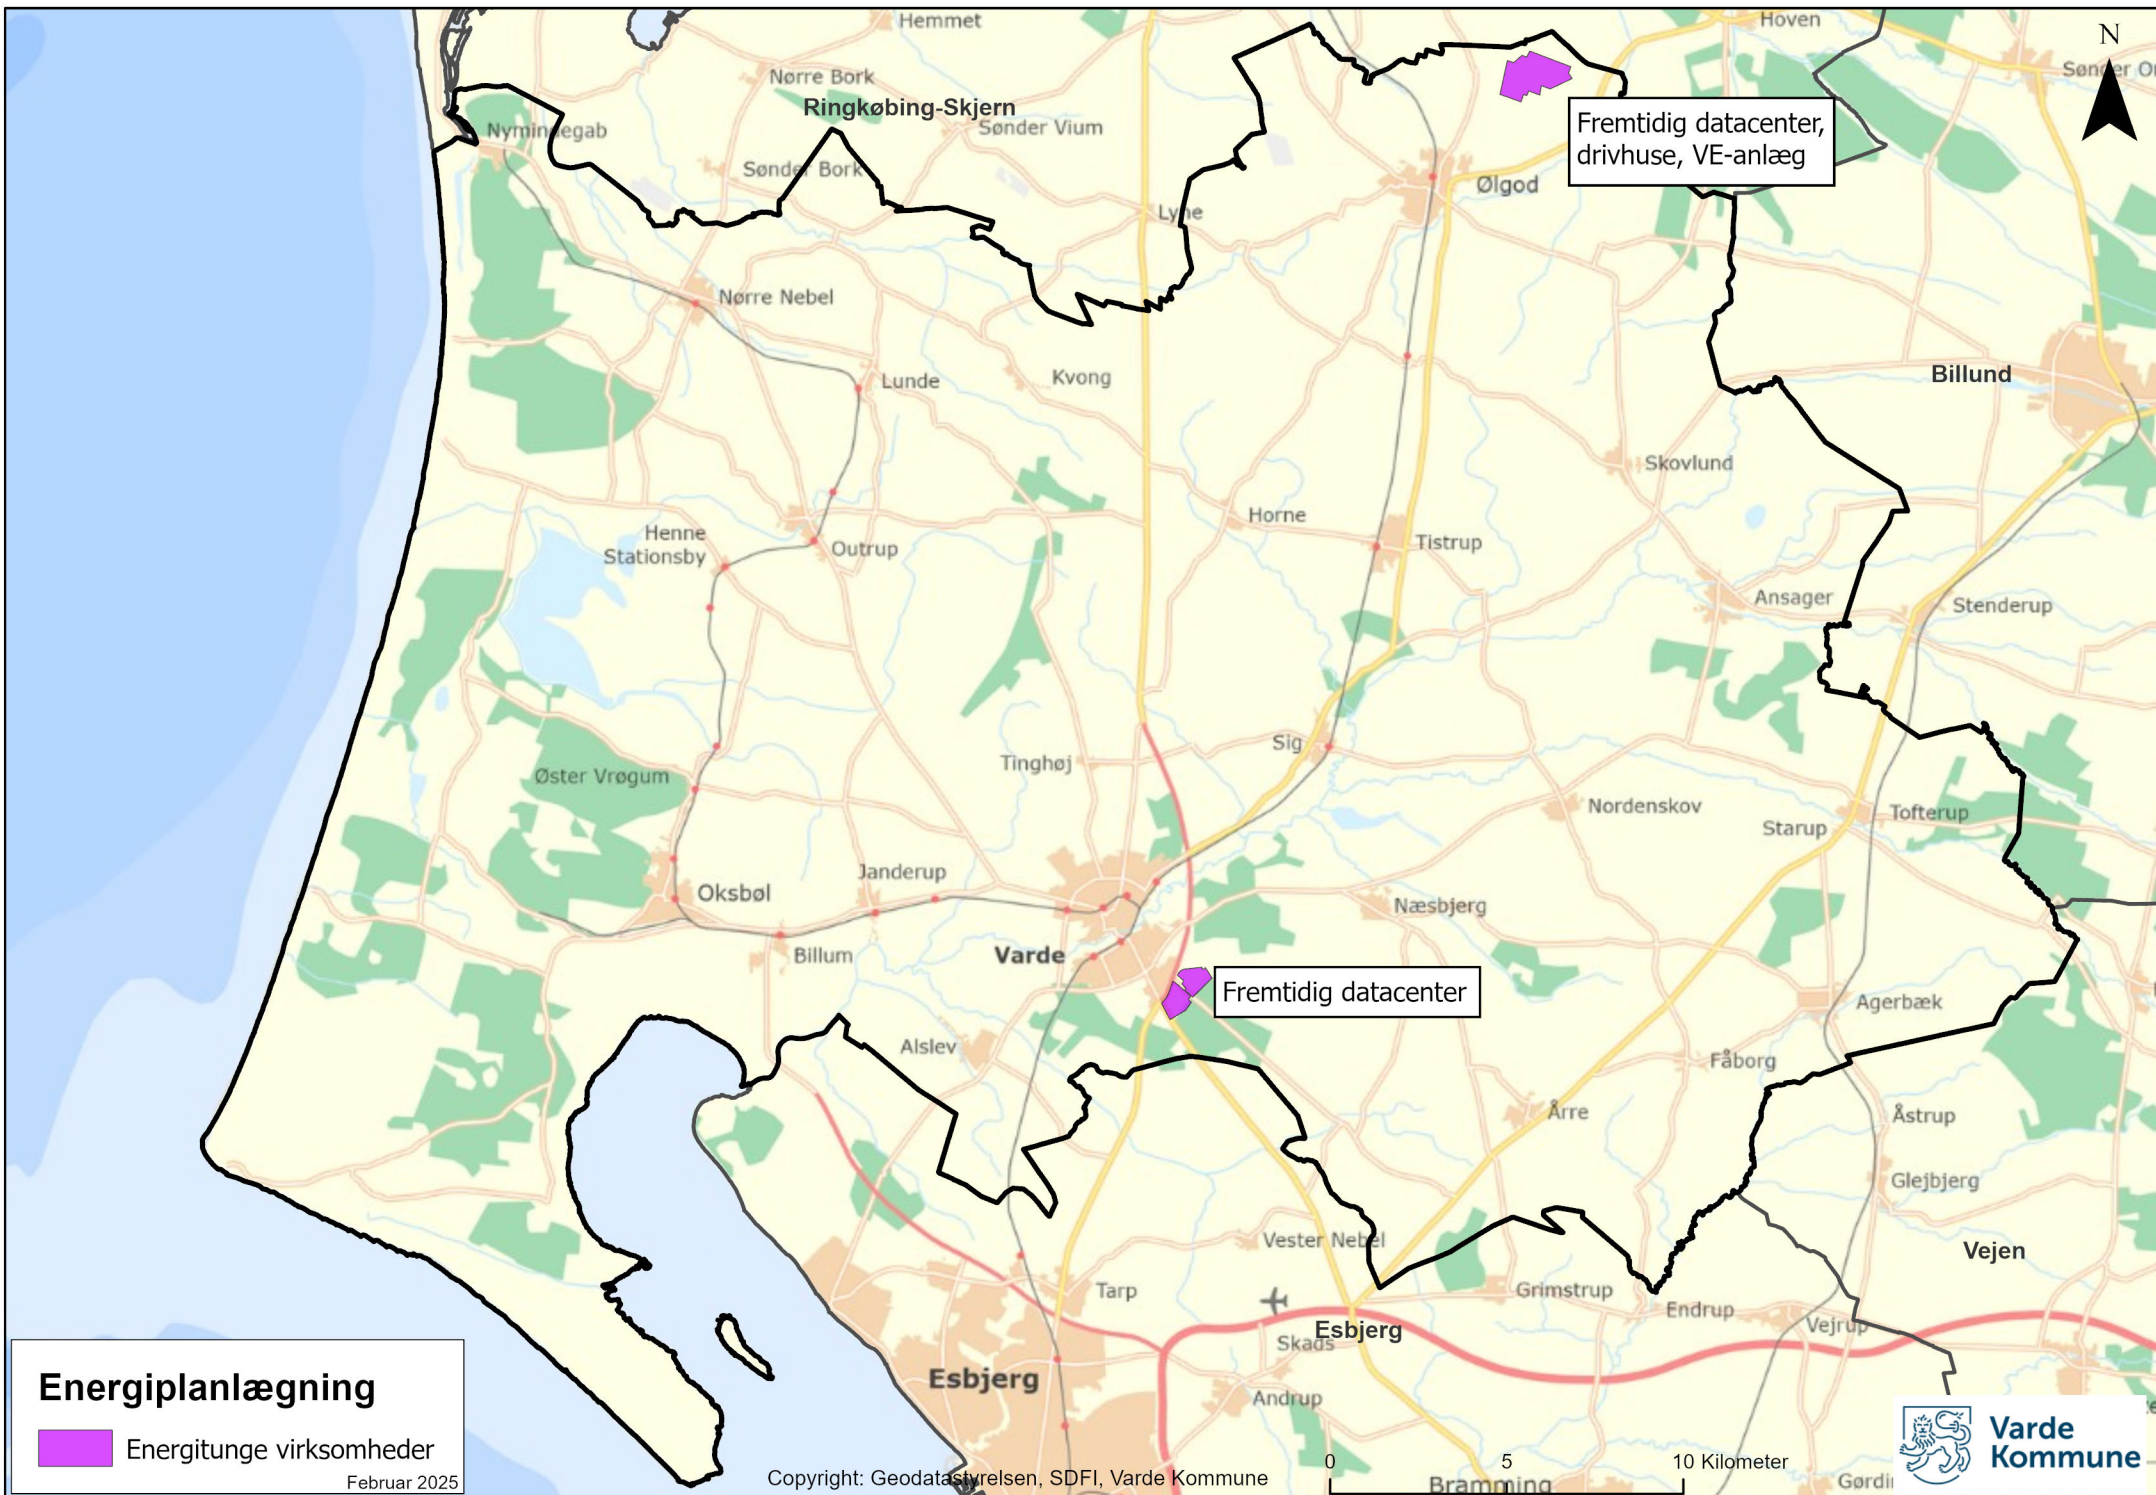 Hemmet
Hoven
N
Nørre Bork
Ringkøbing-Skjern
Sønder Vium
Nymindegab
Sønder Bork
Fremtidig datacenter,
drivhuse, VE-anlæg
Ølgod
Lyne
Nørre Nebel
Lunde
Kvong
Billund
Skovlund
Horne
Henne
Stationsby
Outrup
Tistrup
Ansager
Stenderup
Sig
Tinghøj
Øster Vrøgum
Nordenskov
Starup
Tofterup
Janderup
Oksbøl
Næsbjerg
Varde
Billum
Fremtidig datacenter
Agerbæk
Alslev
Fåborg
Årre
Åstrup
Glejbjerg
Vester Nebel
Vejen
Tarp
Grimstrup
Endrup
Vejrup
Esbjerg
Skads
Esbjerg
Andrup
Bramming
Energiplanlægning
Energitunge virksomheder
Februar 2025
Copyright: Geodatastyrelsen, SDFI, Varde Kommune
0 5 10 Kilometer
Varde
Kommune